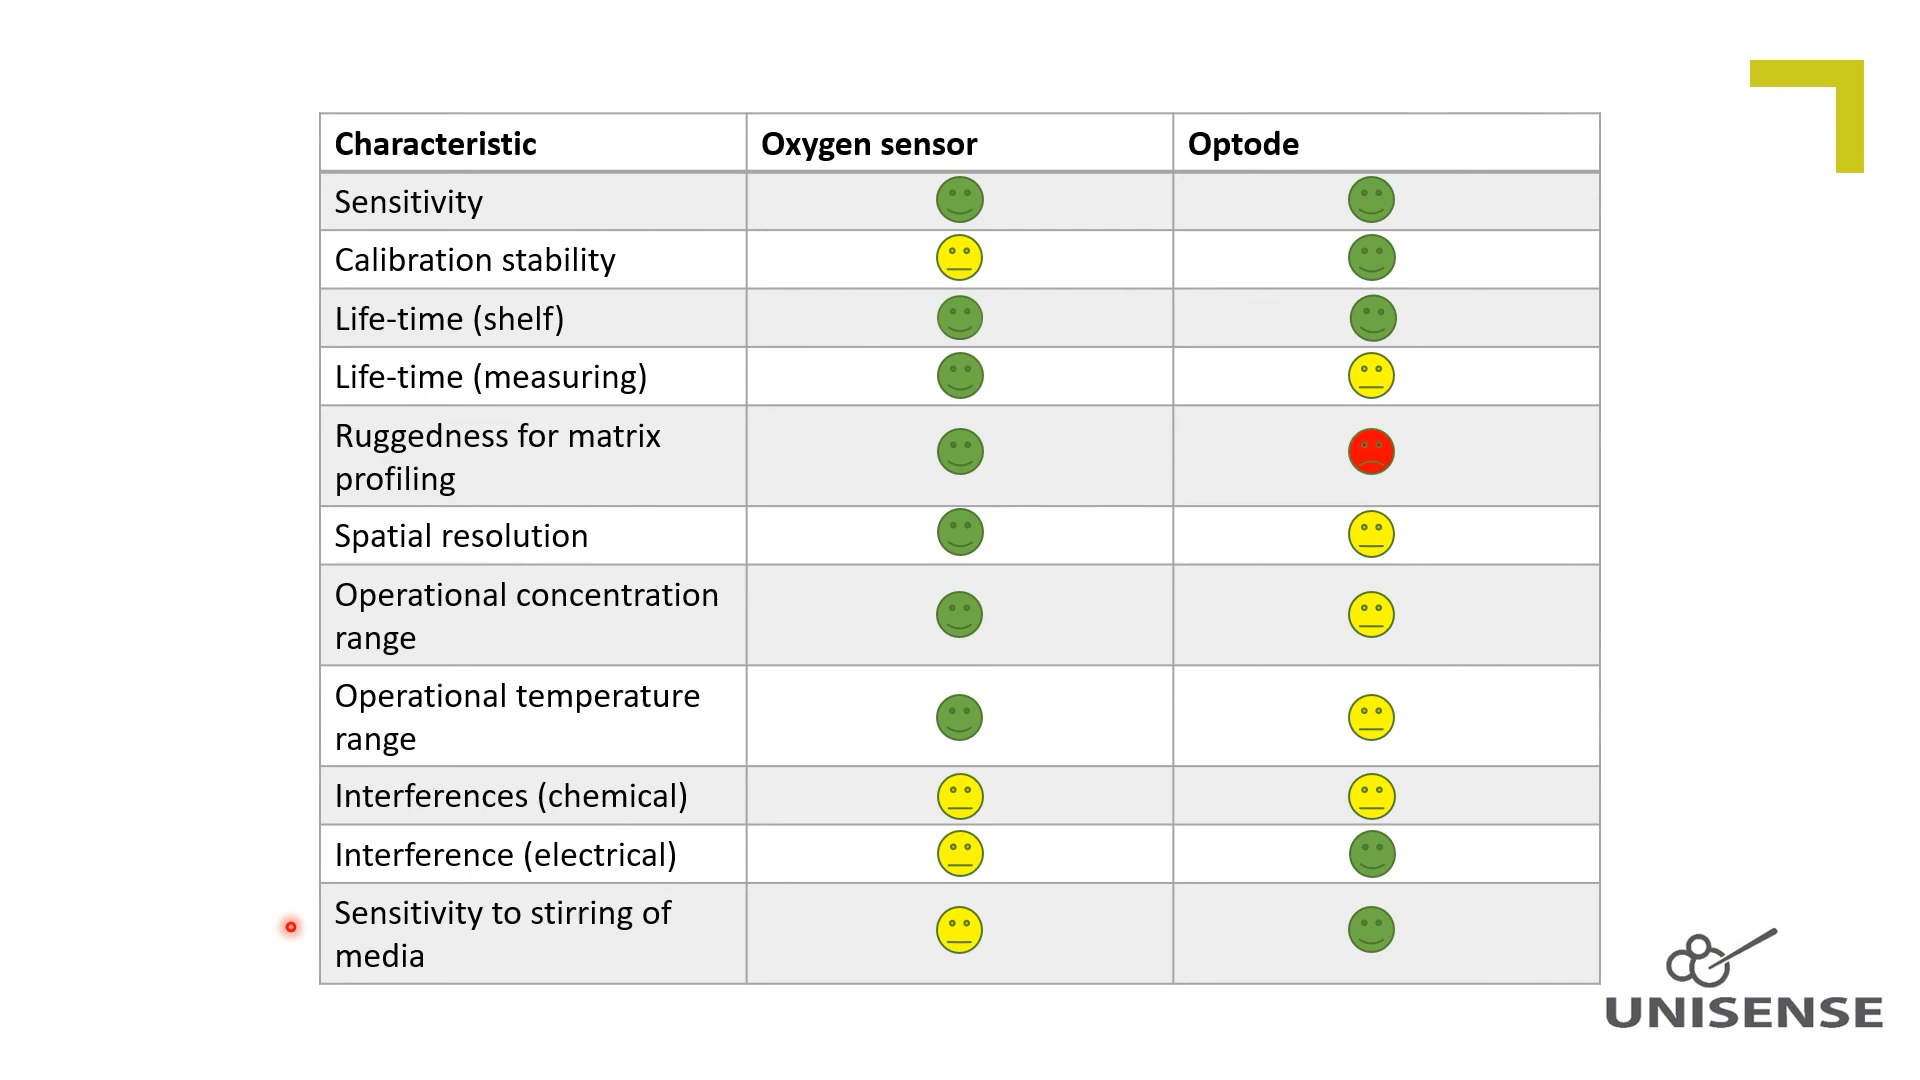 Characteristic Oxygen sensor Optode
Sensitivity
Calibration stability
Life-time (shelf)
Life-time (measuring)
Ruggedness for matrix
profiling
Spatial resolution
Operational concentration
range
Operational temperature
range
Interferences (chemical)
Interference (electrical)
Sensitivity to stirring of
media
UNISENSE